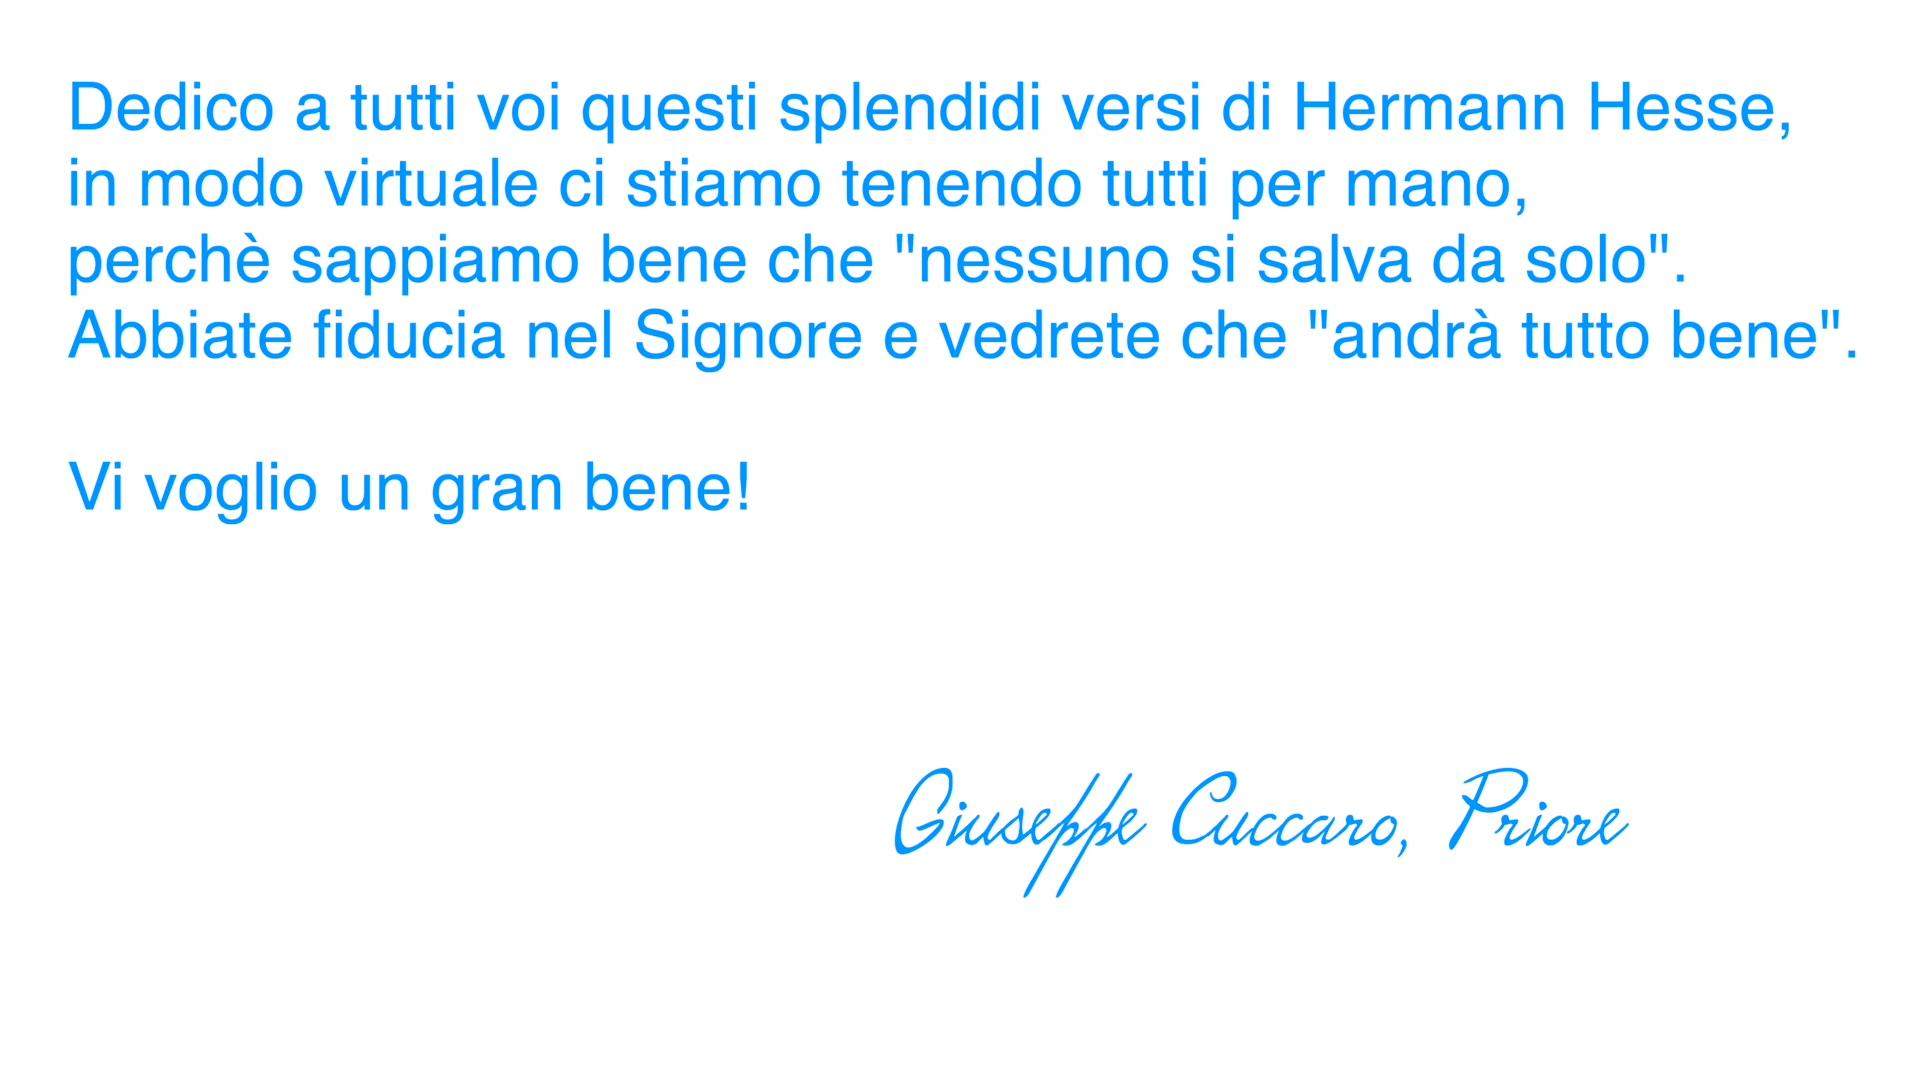 Dedico a tutti voi questi splendidi versi di Hermann Hesse,
in modo virtuale ci stiamo tenendo tutti per mano,
perchè sappiamo bene che "nessuno si salva da solo".
Abbiate fiducia nel Signore e vedrete che "andrà tutto bene".
Vi voglio un gran bene!
Giuseppe Cuccaro, Priore